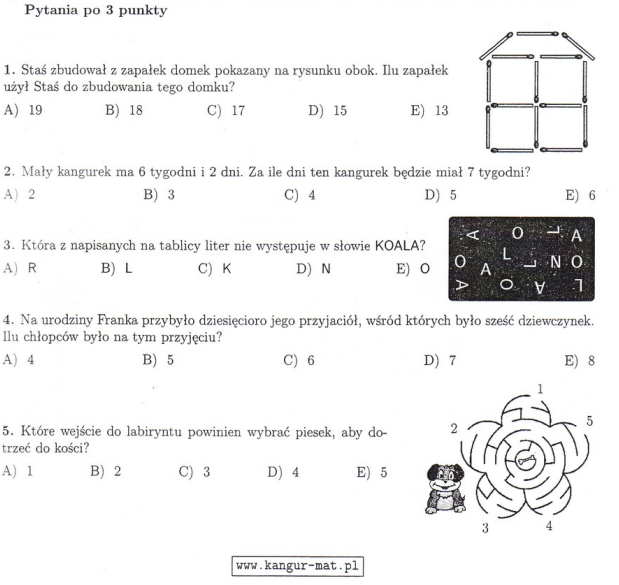 Pytania po 3 punkty
1. Staś zbudował z zapałek domek pokazany na rysunku obok. Ilu zapałek
użył Staś do zbudowania tego domku?
A) 19 B) 18 C) 17 D) 15 E) 13
2. Mały kangurek ma 6 tygodni i 2 dni. Za ile dni ten kangurek będzie miał 7 tygodni?
A) 2 B) 3 C) 4 D) 5 E) 6
3. Która z napisanych na tablicy liter nie występuje w słowie KOALA?
A) R B) L C) K D) N E) O
A O L A
O A L L N O
A O A L
4. Na urodziny Franka przybyło dziesięcioro jego przyjaciół, wśród których było sześć dziewczynek.
Ilu chłopców było na tym przyjęciu?
A) 4 B) 5 C) 6 D) 7 E) 8
5. Które wejście do labiryntu powinien wybrać piesek, aby do-
trzeć do kości?
A) 1 B) 2 C) 3 D) 4 E) 5
1
2 5
3 4
www.kangur-mat.pl